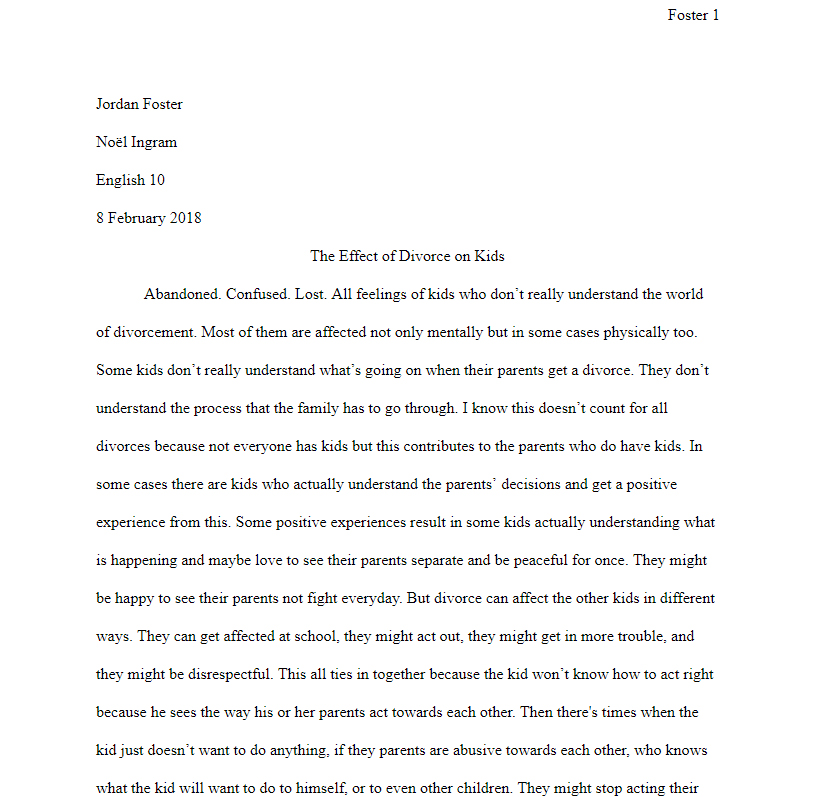 Foster 1
Jordan Foster
Noël Ingram
English 10
8 February 2018
The Effect of Divorce on Kids
Abandoned. Confused. Lost. All feelings of kids who don’t really understand the world
of divorcement. Most of them are affected not only mentally but in some cases physically too.
Some kids don’t really understand what’s going on when their parents get a divorce. They don’t
understand the process that the family has to go through. I know this doesn’t count for all
divorces because not everyone has kids but this contributes to the parents who do have kids. In
some cases there are kids who actually understand the parents’ decisions and get a positive
experience from this. Some positive experiences result in some kids actually understanding what
is happening and maybe love to see their parents separate and be peaceful for once. They might
be happy to see their parents not fight everyday. But divorce can affect the other kids in different
ways. They can get affected at school, they might act out, they might get in more trouble, and
they might be disrespectful. This all ties in together because the kid won’t know how to act right
because he sees the way his or her parents act towards each other. Then there's times when the
kid just doesn’t want to do anything, if they parents are abusive towards each other, who knows
what the kid will want to do to himself, or to even other children. They might stop acting their